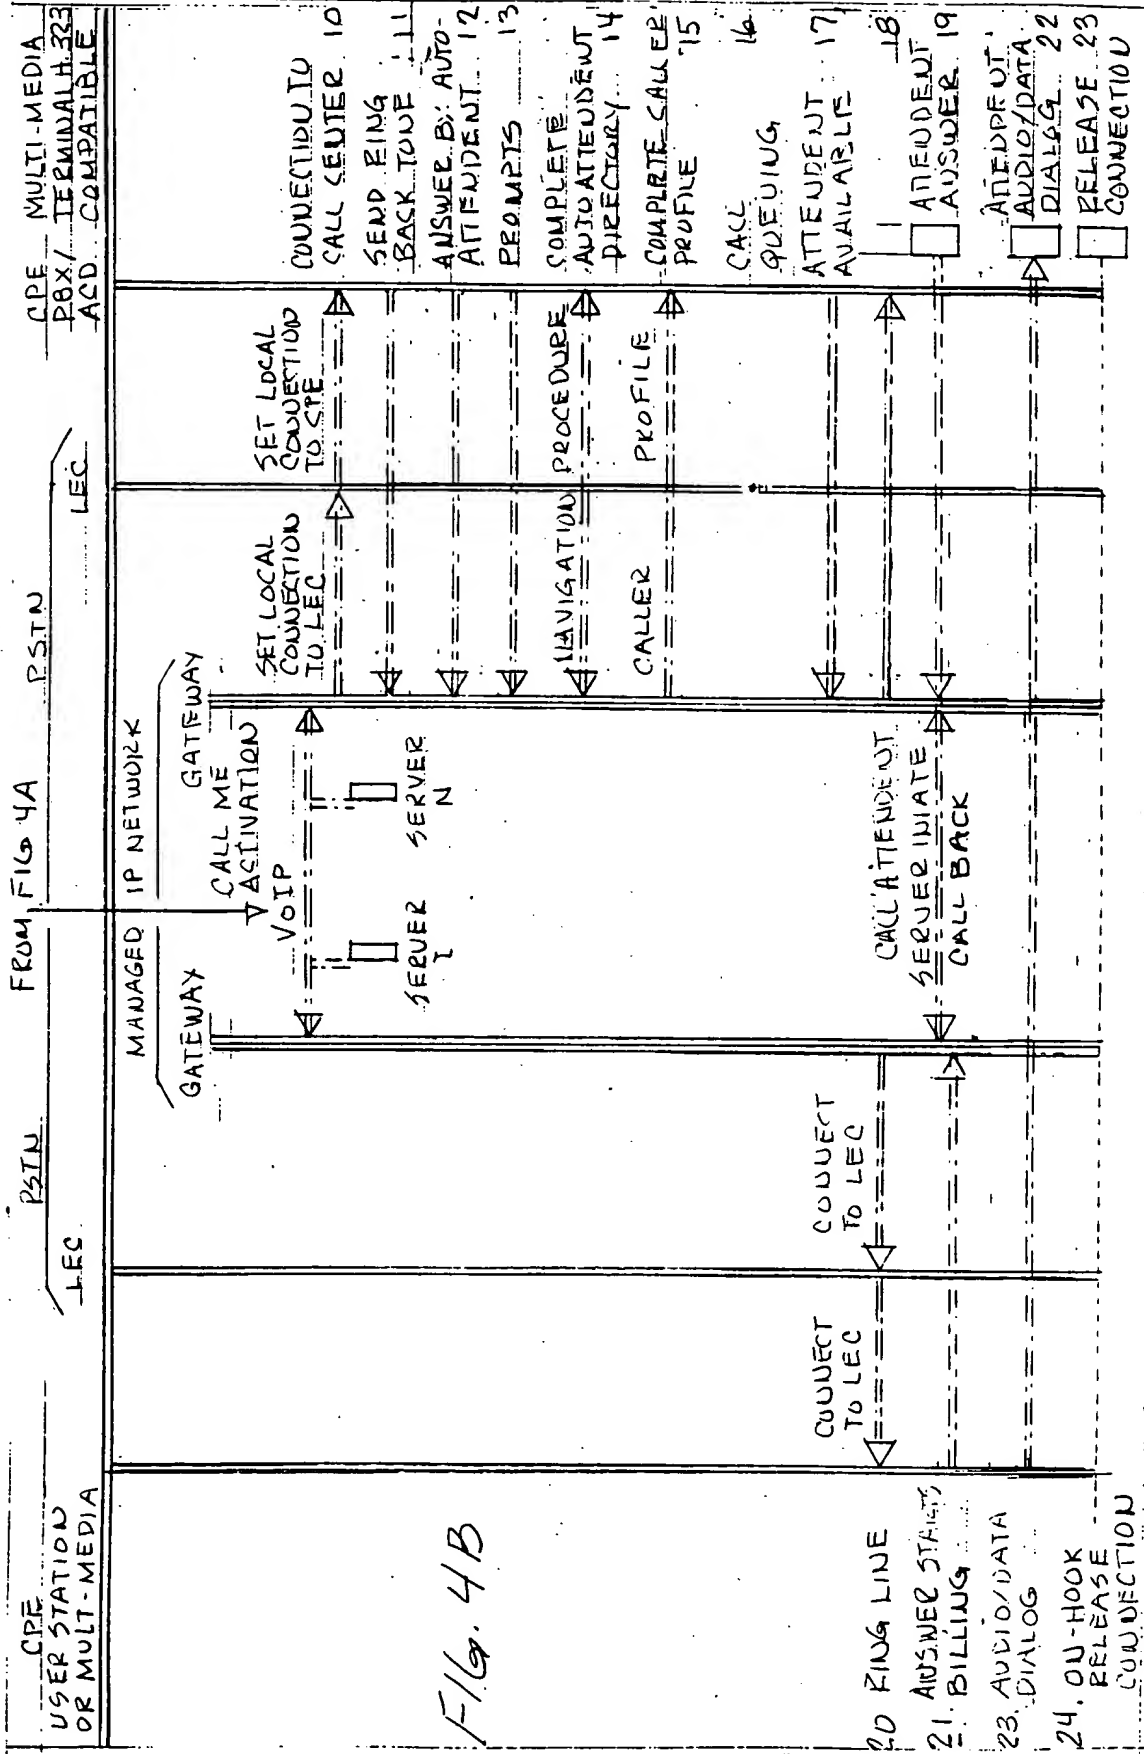 FROM FIG 4A
CPE
USER STATION
OR MULT-MEDIA
PSTN
LEC
MANAGED IP NETWORK
GATEWAY
GATEWAY
PSTN
LEC
CPE MULTI-MEDIA
PBX/ TERMINAL H.323
ACD COMPATIBLE
CALL ME
ACTIVATION
VOIP
SERVER
I
SERVER
N
SET LOCAL
CONNECTION
TO LEC
SET LOCAL
CONNECTION
TO CPE
CONNECTION TO
CALL CENTER 10
SEND RING
BACK TONE 11
ANSWER BY AUTO-
ATTENDENT 12
PROMPTS 13
NAVIGATION PROCEDURE
COMPLETE
AUTO ATTENDENT
DIRECTORY 14
CALLER PROFILE
COMPLETE CALLER
PROFILE 15
CALL 16
QUEUING
ATTENDENT 17
AVAILABLE
18
FIG. 4B
20 RING LINE
CONNECT
TO LEC
CONNECT
TO LEC
CALL ATTENDENT
SERVER INIATE
CALL BACK
ATTENDENT
ANSWER 19
21. ANSWER STARTS
BILLING
23. AUDIO/DATA
DIALOG
ATTENDENT
AUDIO/DATA
DIALOG 22
24. ON-HOOK
RELEASE
CONNECTION
RELEASE 23
CONNECTION